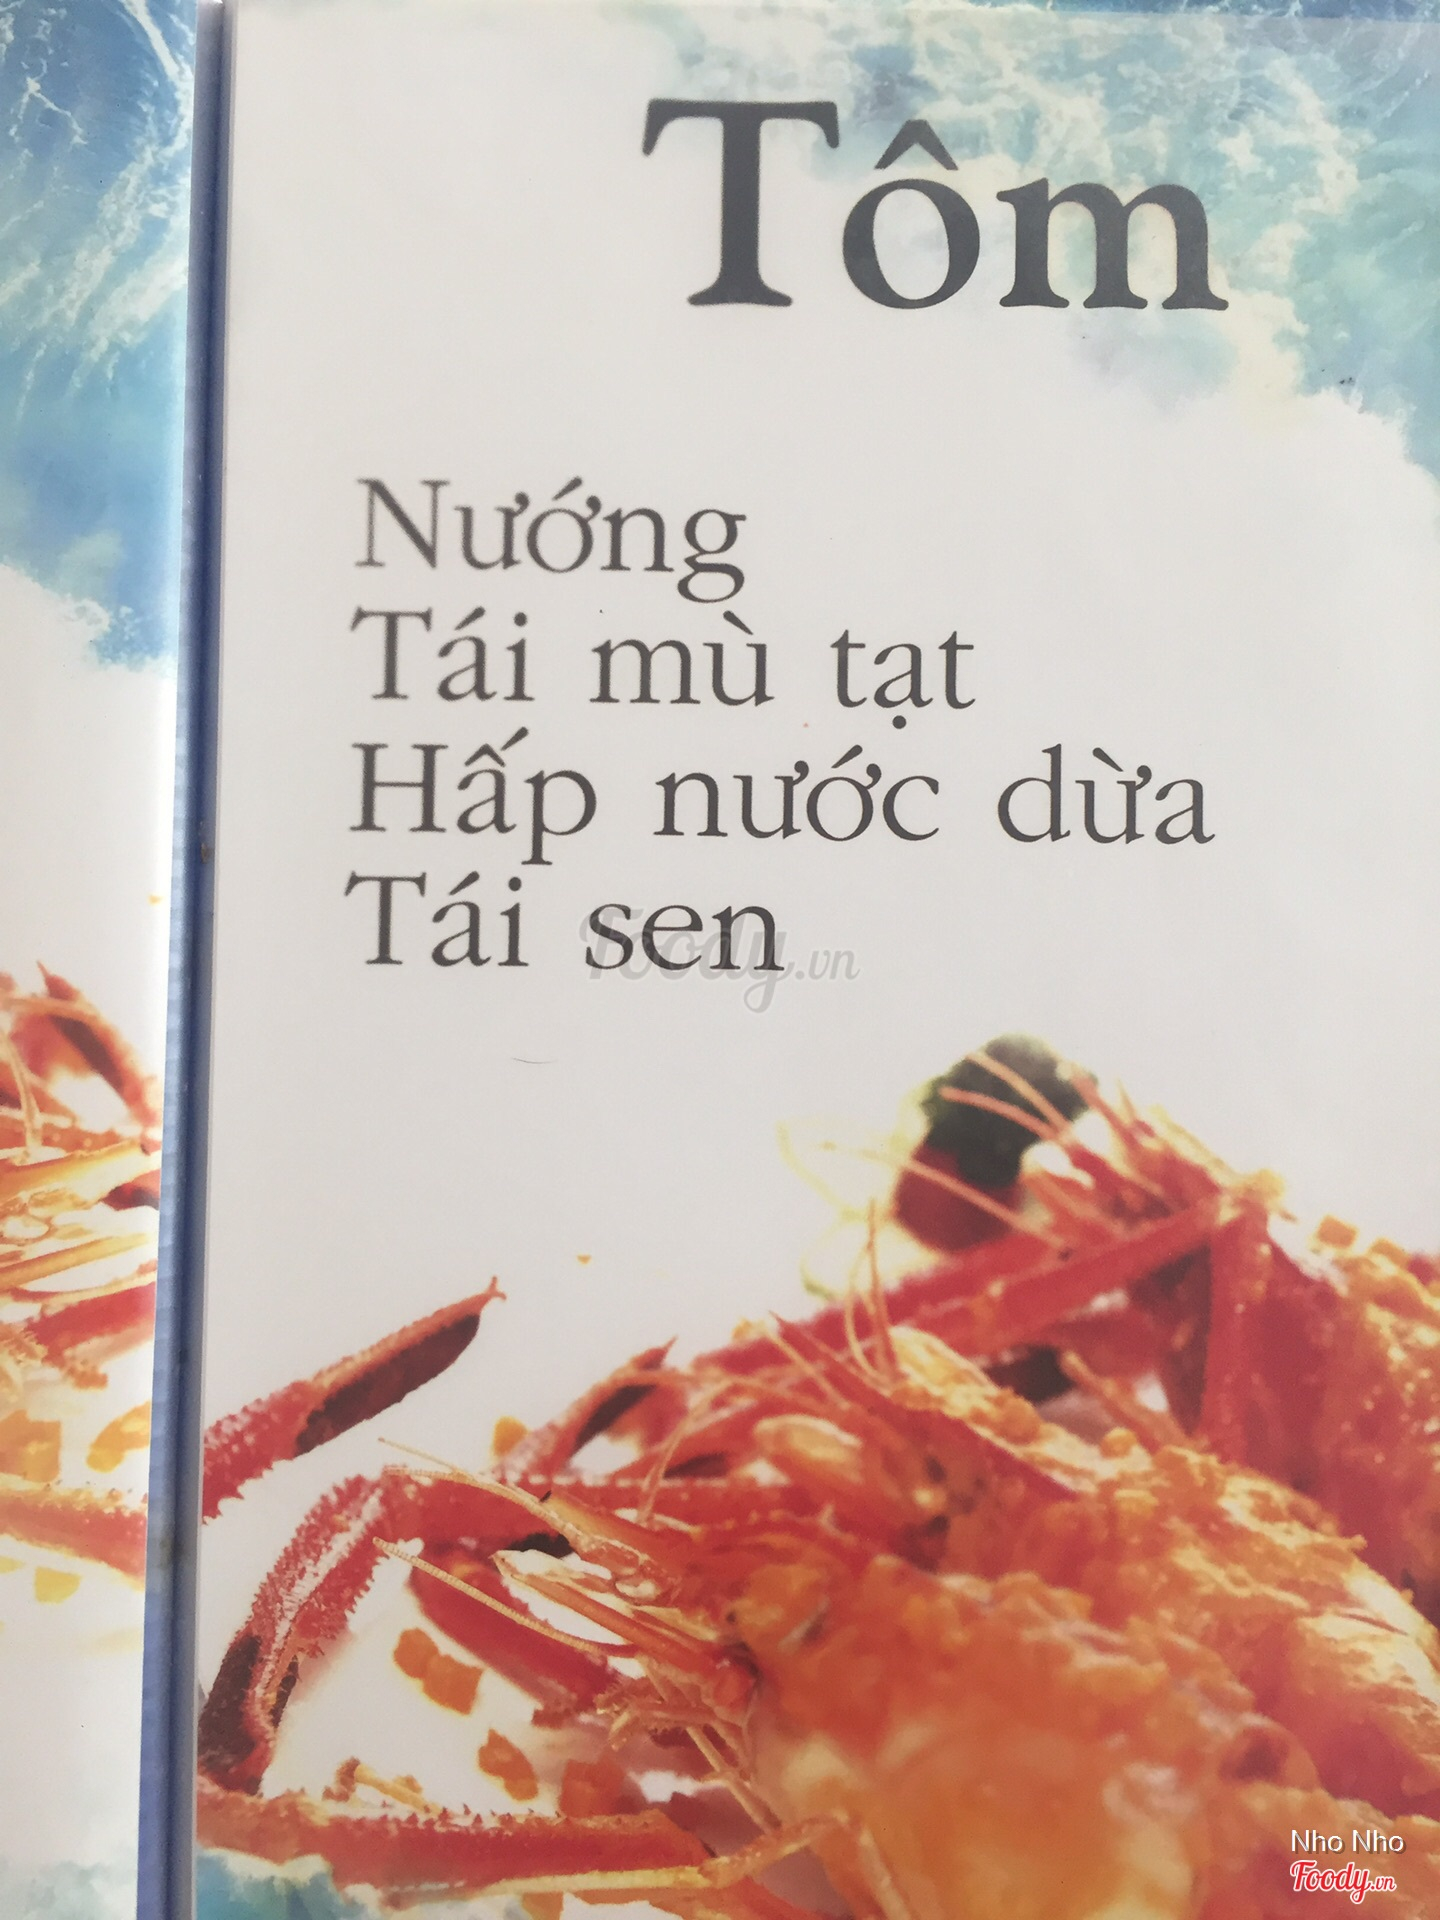 Tôm
Nướng
Tái mù tạt
Hấp nước dừa
Tái sen
Foody.vn
Nho Nho
Foody.vn